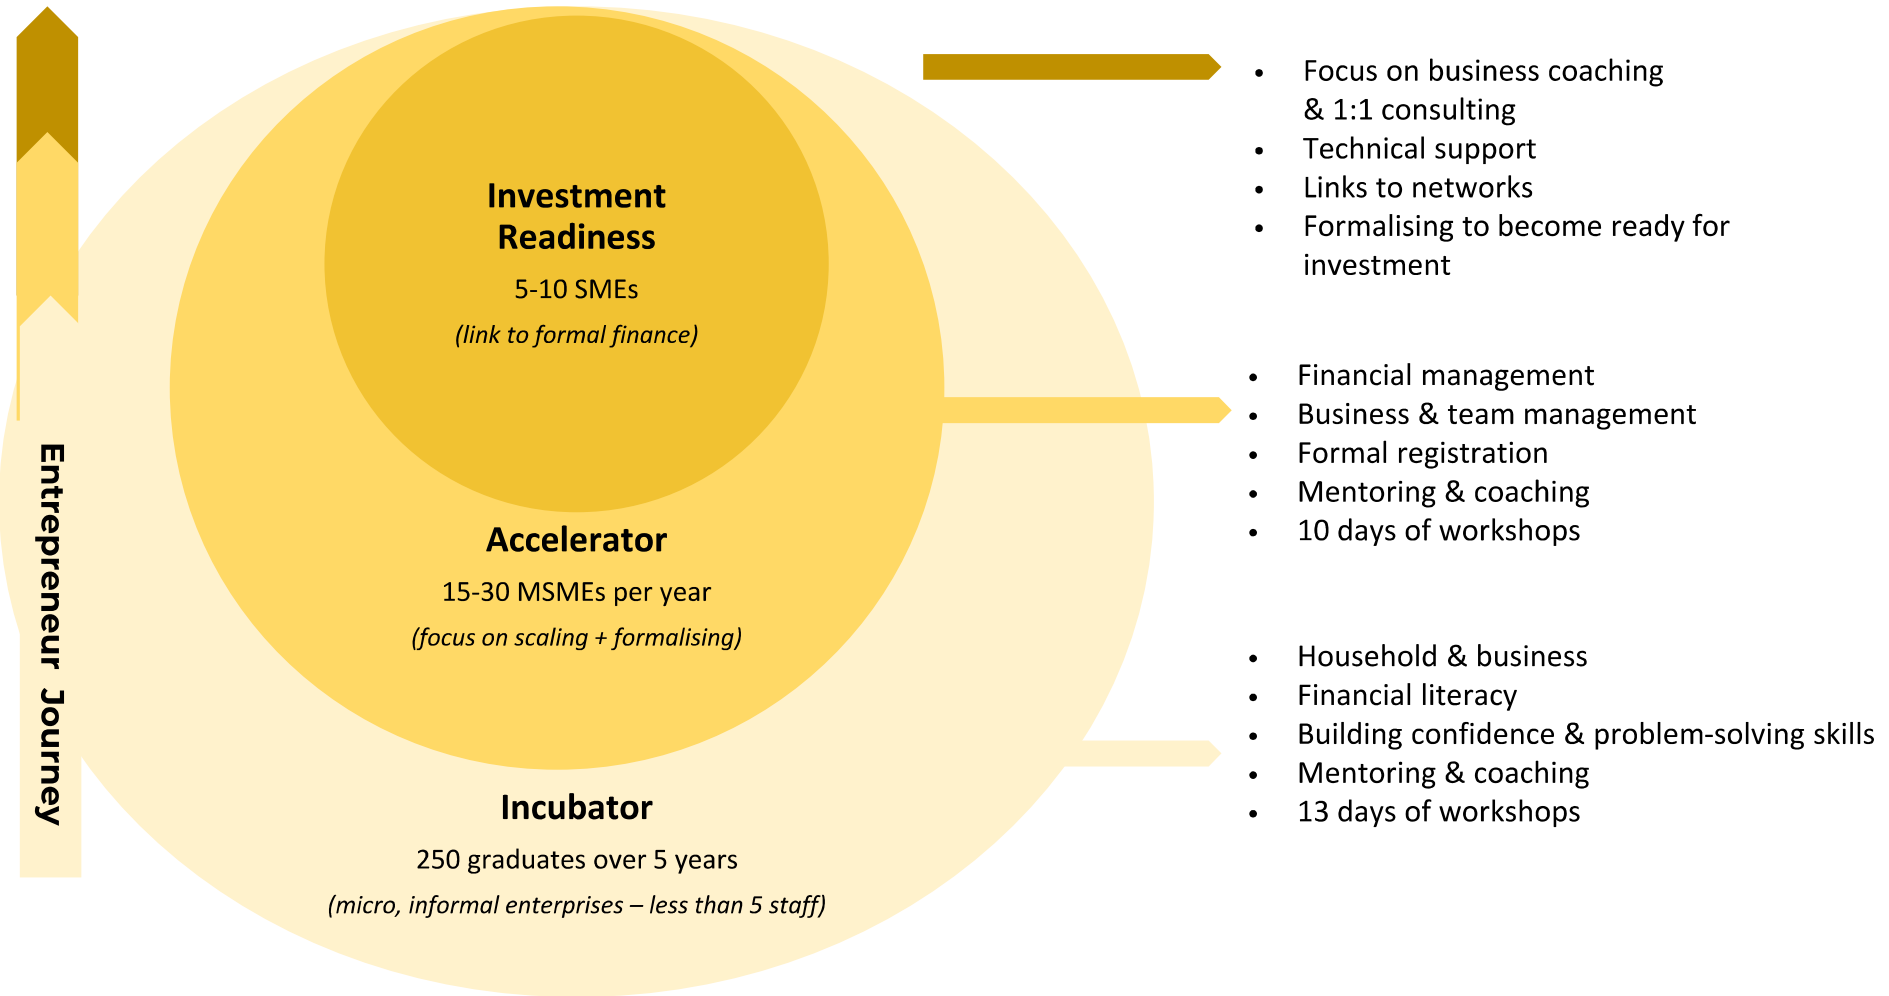 Entrepreneur Journey
Investment
Readiness
5-10 SMEs
(link to formal finance)
Accelerator
15-30 MSMEs per year
(focus on scaling + formalising)
Incubator
250 graduates over 5 years
(micro, informal enterprises – less than 5 staff)
• Focus on business coaching
& 1:1 consulting
• Technical support
• Links to networks
• Formalising to become ready for
investment
• Financial management
• Business & team management
• Formal registration
• Mentoring & coaching
• 10 days of workshops
• Household & business
• Financial literacy
• Building confidence & problem-solving skills
• Mentoring & coaching
• 13 days of workshops